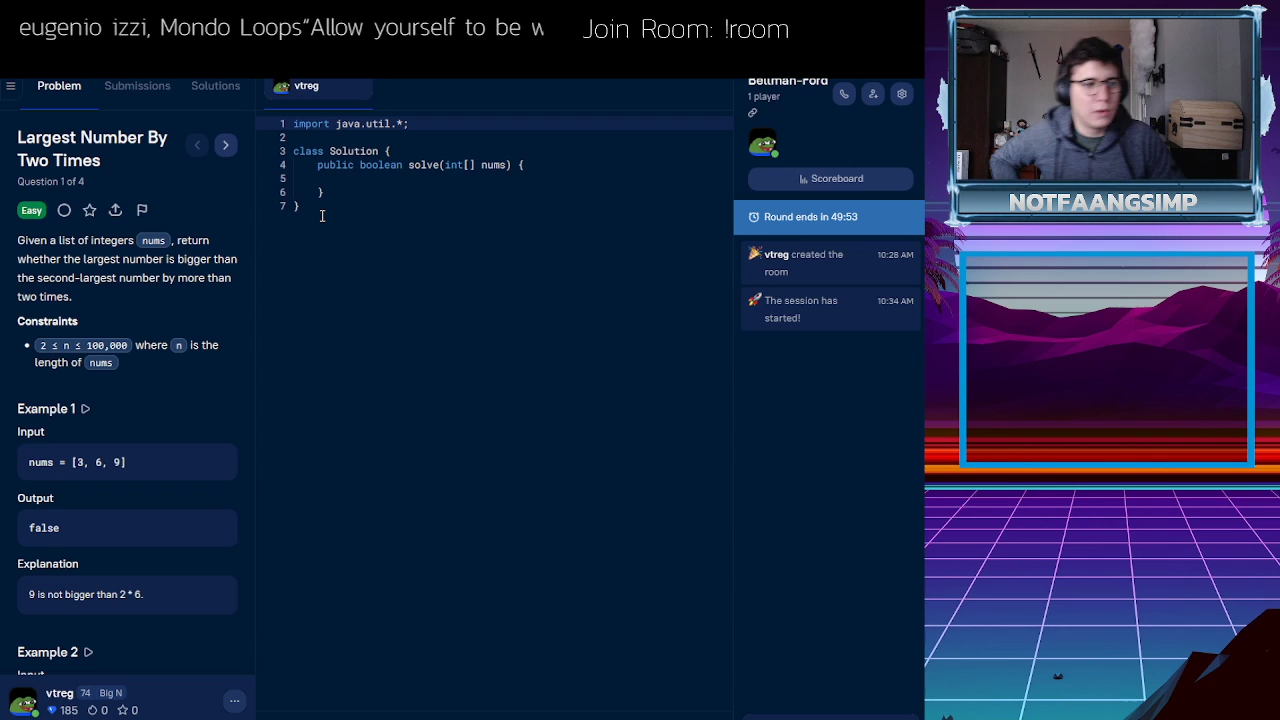 eugenio izzi, Mondo Loops“Allow yourself to be w
Join Room: !room
Problem
Submissions
Solutions
Largest Number By
Two Times
Question 1 of 4
Easy
Given a list of integers nums, return
whether the largest number is bigger than
the second-largest number by more than
two times.
Constraints
2 ≤ n ≤ 100,000 where n is the
length of nums
Example 1
Input
nums = [3, 6, 9]
Output
false
Explanation
9 is not bigger than 2 * 6.
Example 2
vtreg 74 Big N
185 0 0
vtreg
1 import java.util.*;
2
3 class Solution {
4 public boolean solve(int[] nums) {
5
6 }
7 }
Bellman-Ford
1 player
Scoreboard
Round ends in 49:53
vtreg created the 10:28 AM
room
The session has 10:34 AM
started!
NOTFAANGSIMP